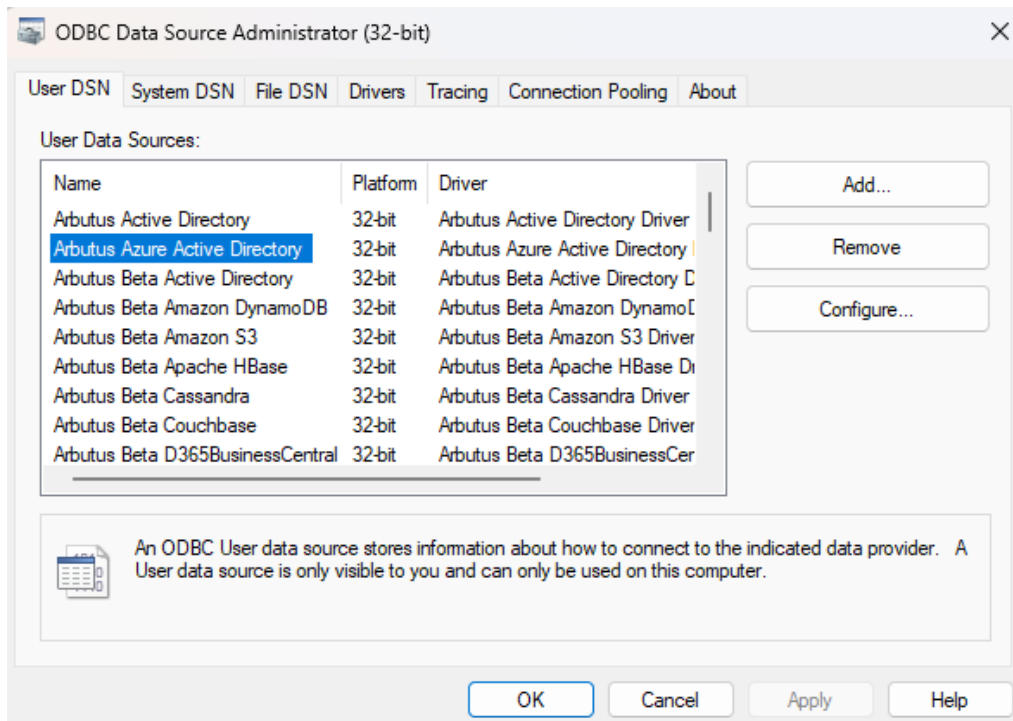 ODBC Data Source Administrator (32-bit)
User DSN System DSN File DSN Drivers Tracing Connection Pooling About
User Data Sources:
Name Platform Driver
Arbutus Active Directory 32-bit Arbutus Active Directory Driver
Arbutus Azure Active Directory 32-bit Arbutus Azure Active Directory
Arbutus Beta Active Directory 32-bit Arbutus Beta Active Directory D
Arbutus Beta Amazon DynamoDB 32-bit Arbutus Beta Amazon Dynamo
Arbutus Beta Amazon S3 32-bit Arbutus Beta Amazon S3 Driver
Arbutus Beta Apache HBase 32-bit Arbutus Beta Apache HBase Dr
Arbutus Beta Cassandra 32-bit Arbutus Beta Cassandra Driver
Arbutus Beta Couchbase 32-bit Arbutus Beta Couchbase Driver
Arbutus Beta D365BusinessCentral 32-bit Arbutus Beta D365BusinessCer
Add...
Remove
Configure...
An ODBC User data source stores information about how to connect to the indicated data provider. A
User data source is only visible to you and can only be used on this computer.
OK Cancel Apply Help